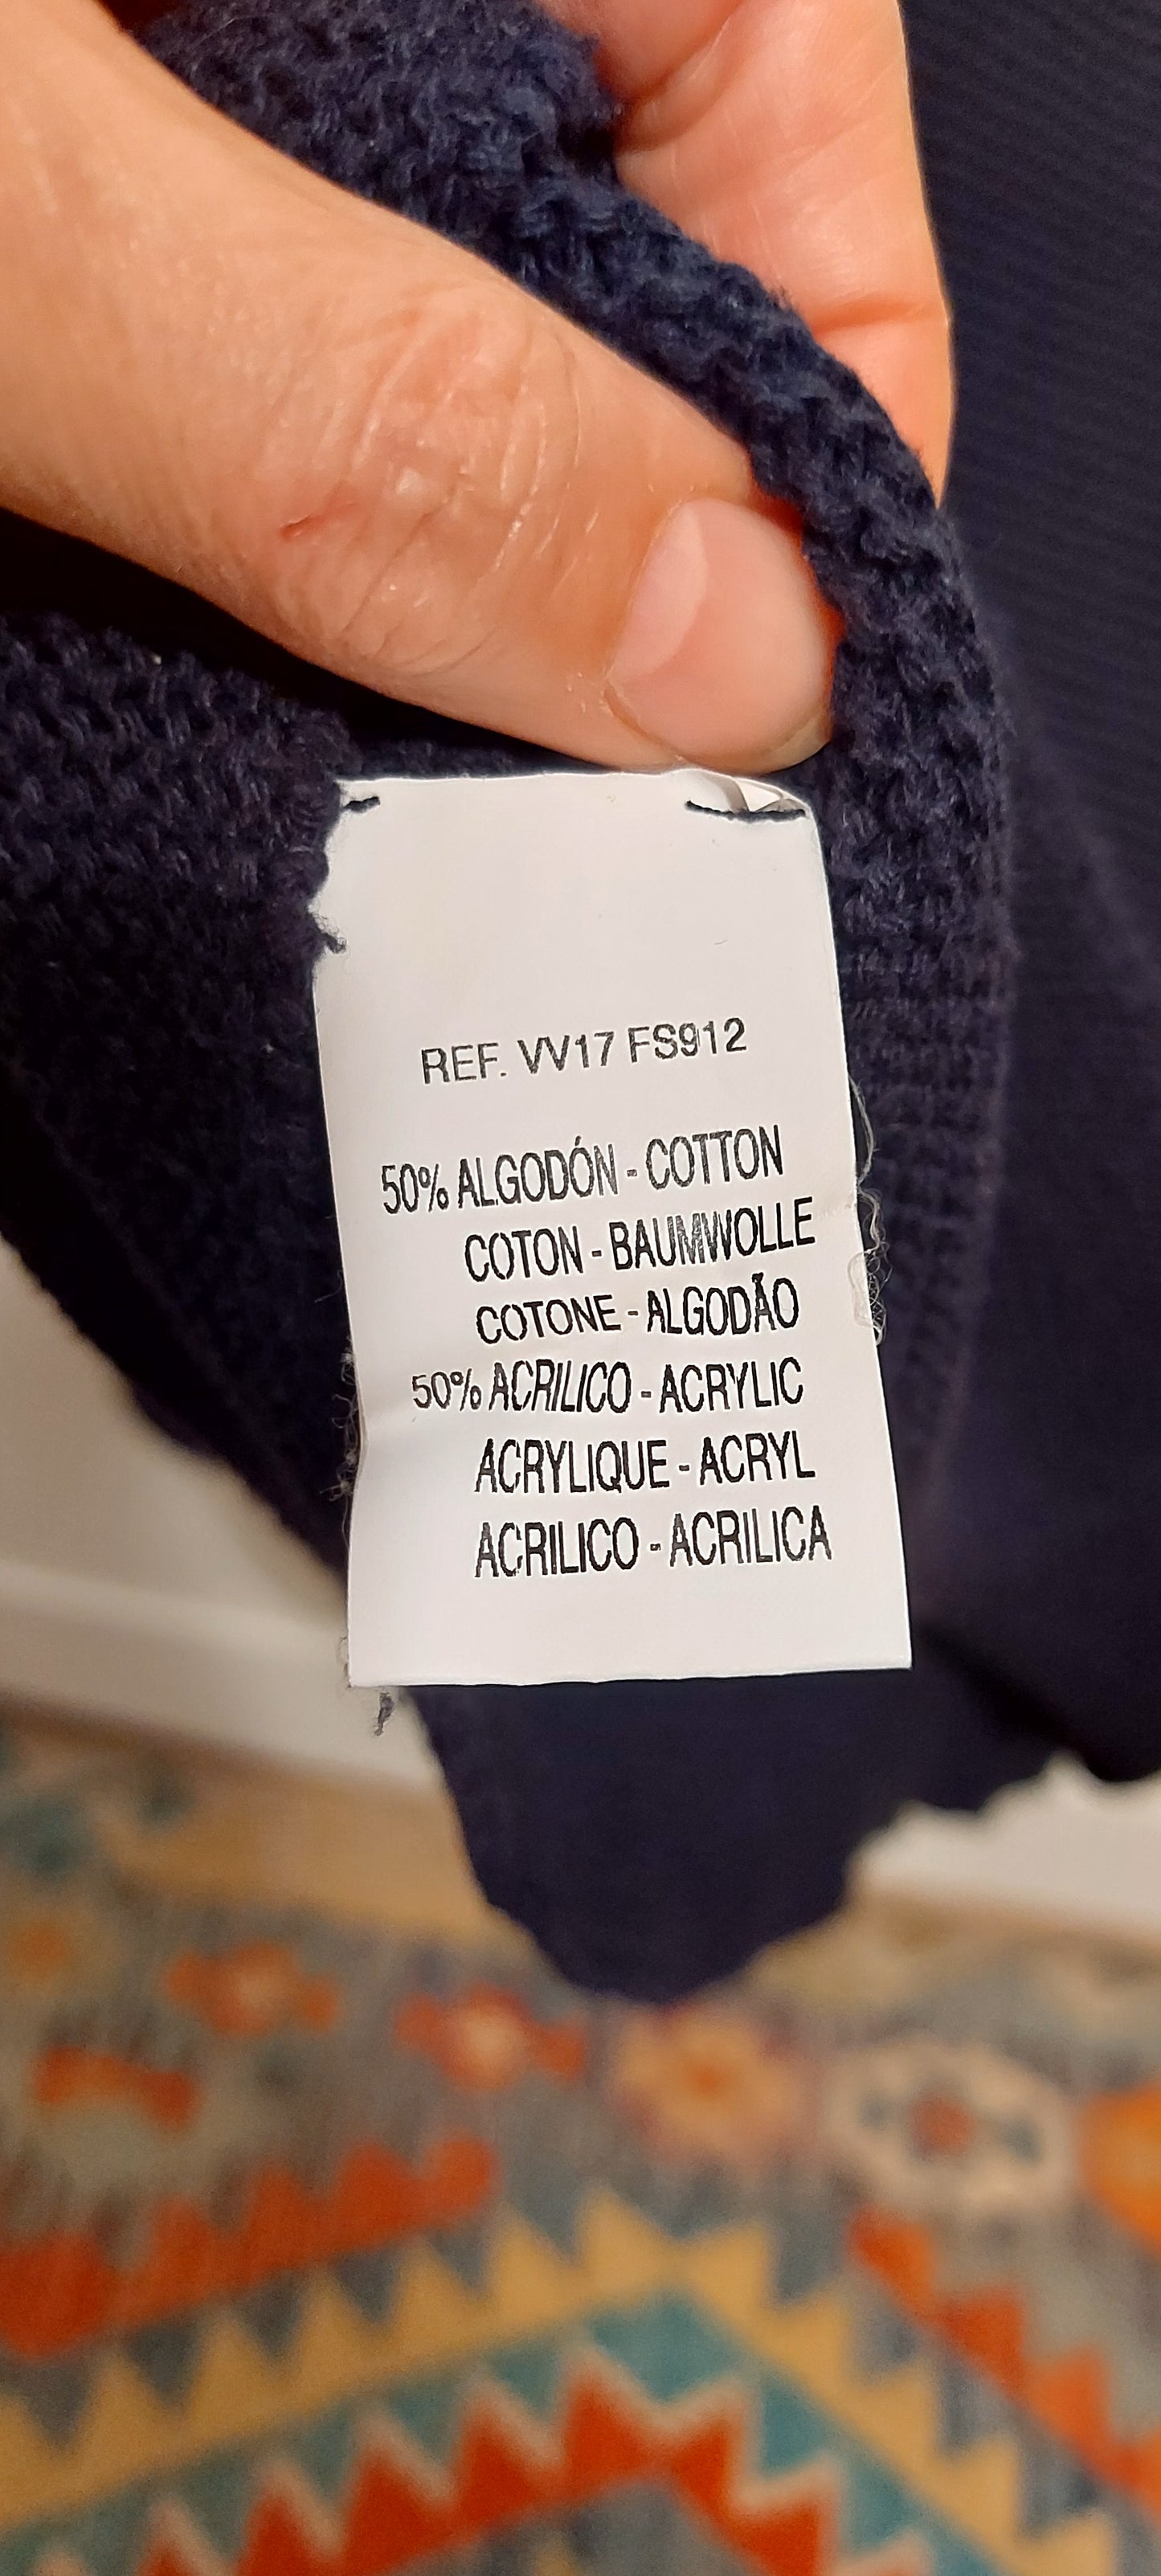 REF. VV17 FS912
50% ALGODÓN - COTTON
COTON - BAUMWOLLE
COTONE - ALGODÃO
50% ACRILICO - ACRYLIC
ACRYLIQUE - ACRYL
ACRILICO - ACRILICA